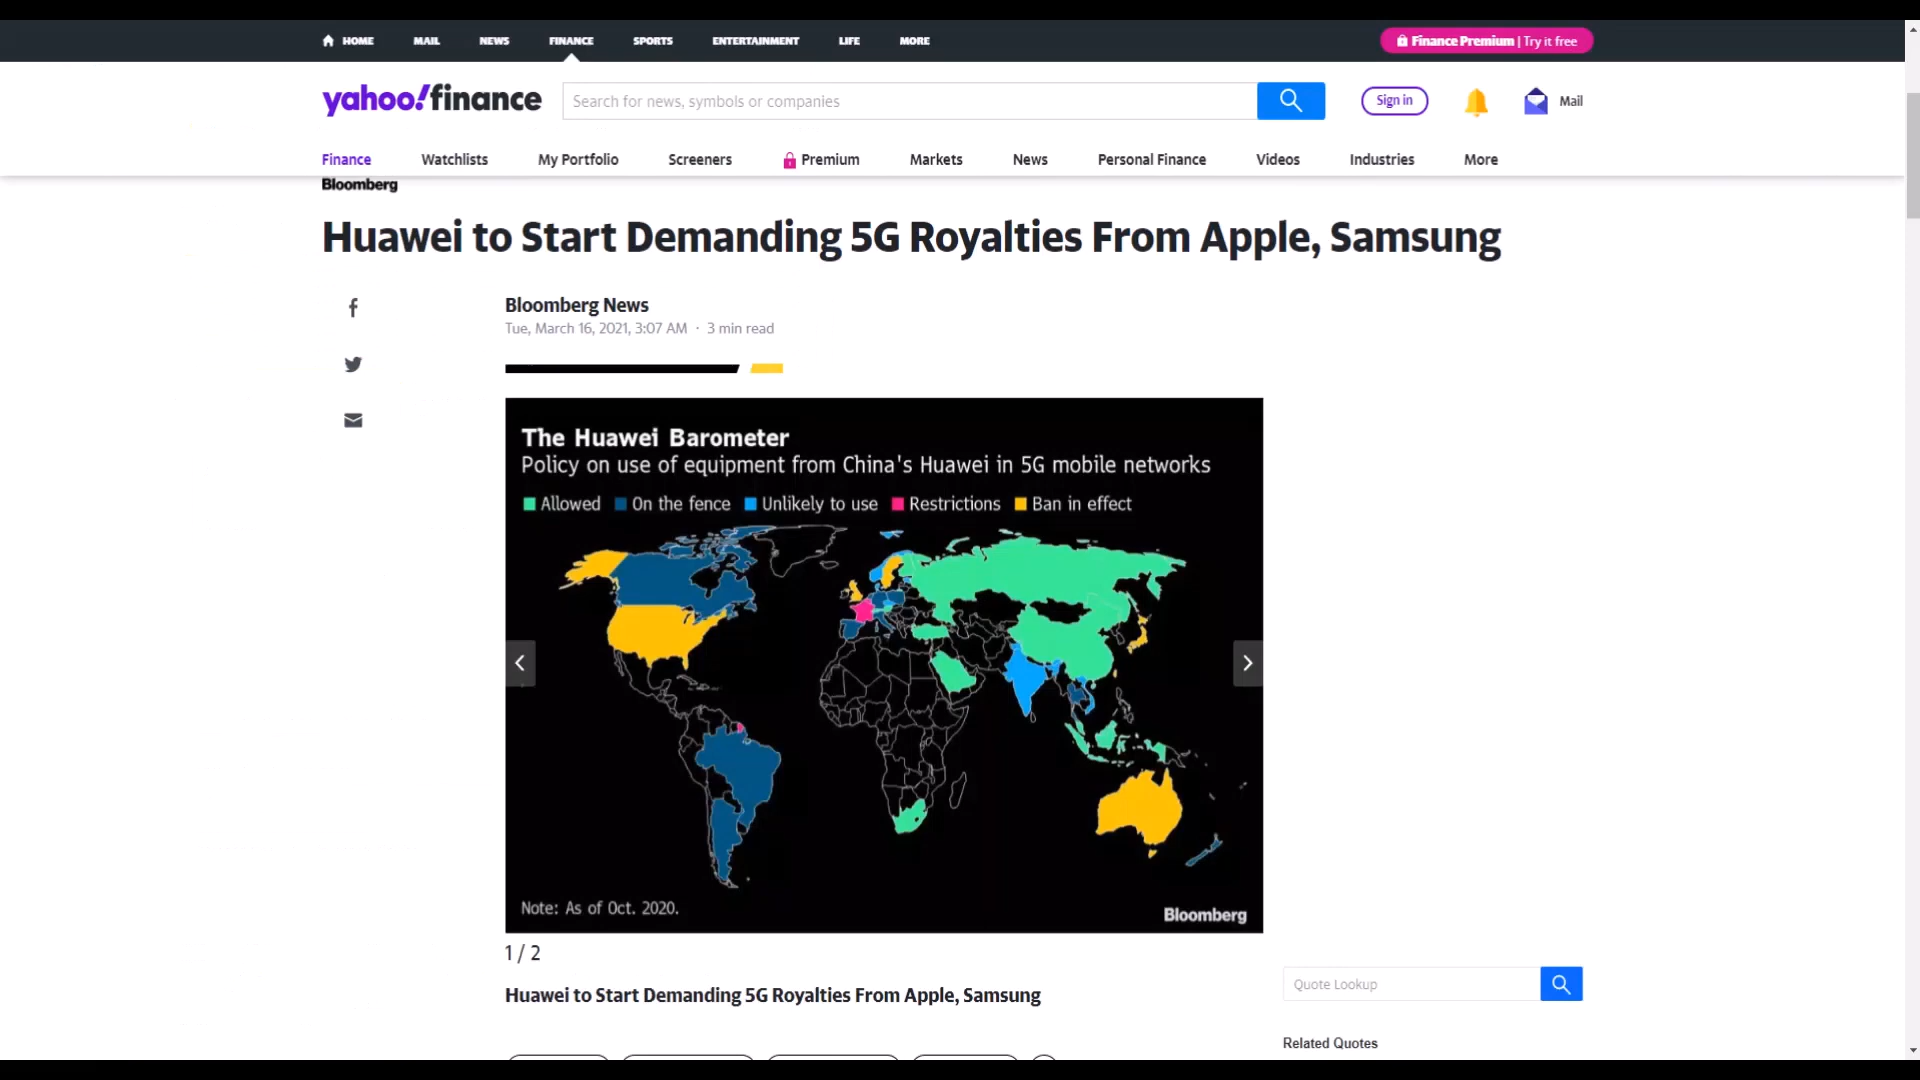 HOME MAIL NEWS FINANCE SPORTS ENTERTAINMENT LIFE MORE Finance Premium | Try it free
yahoo!finance Search for news, symbols or companies Sign in Mail
Finance Watchlists My Portfolio Screeners Premium Markets News Personal Finance Videos Industries More
Bloomberg
Huawei to Start Demanding 5G Royalties From Apple, Samsung
Bloomberg News
Tue, March 16, 2021, 3:07 AM · 3 min read
The Huawei Barometer
Policy on use of equipment from China's Huawei in 5G mobile networks
Allowed On the fence Unlikely to use Restrictions Ban in effect
Note: As of Oct. 2020.
Bloomberg
1 / 2
Huawei to Start Demanding 5G Royalties From Apple, Samsung
Quote Lookup
Related Quotes